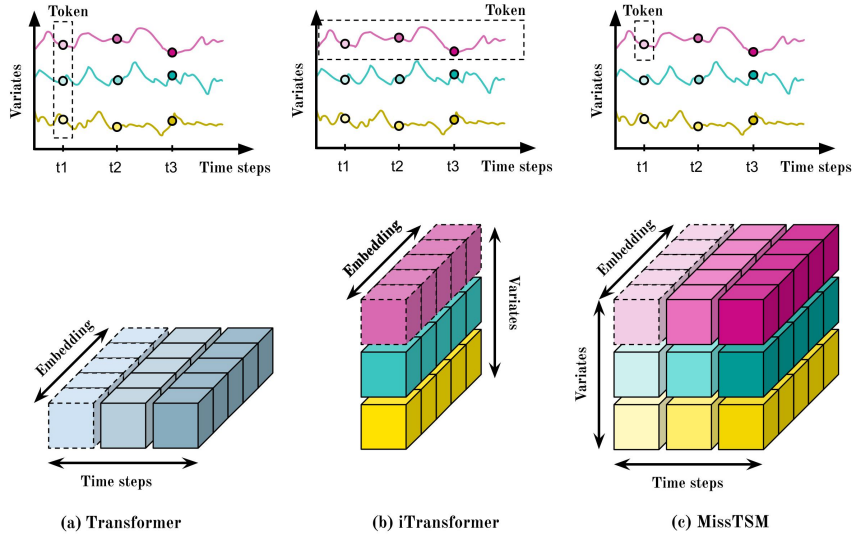 Token
Variates
t1
t2
t3
Time steps
Embedding
Time steps
(a) Transformer
Token
Variates
t1
t2
t3
Time steps
Embedding
Variates
(b) iTransformer
Token
Variates
t1
t2
t3
Time steps
Embedding
Variates
Time steps
(c) MissTSM